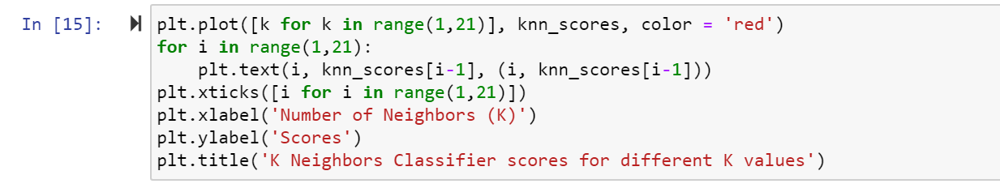 In [15]: plt.plot([k for k in range(1,21)], knn_scores, color = 'red')
for i in range(1,21):
    plt.text(i, knn_scores[i-1], (i, knn_scores[i-1]))
plt.xticks([i for i in range(1,21)])
plt.xlabel('Number of Neighbors (K)')
plt.ylabel('Scores')
plt.title('K Neighbors Classifier scores for different K values')